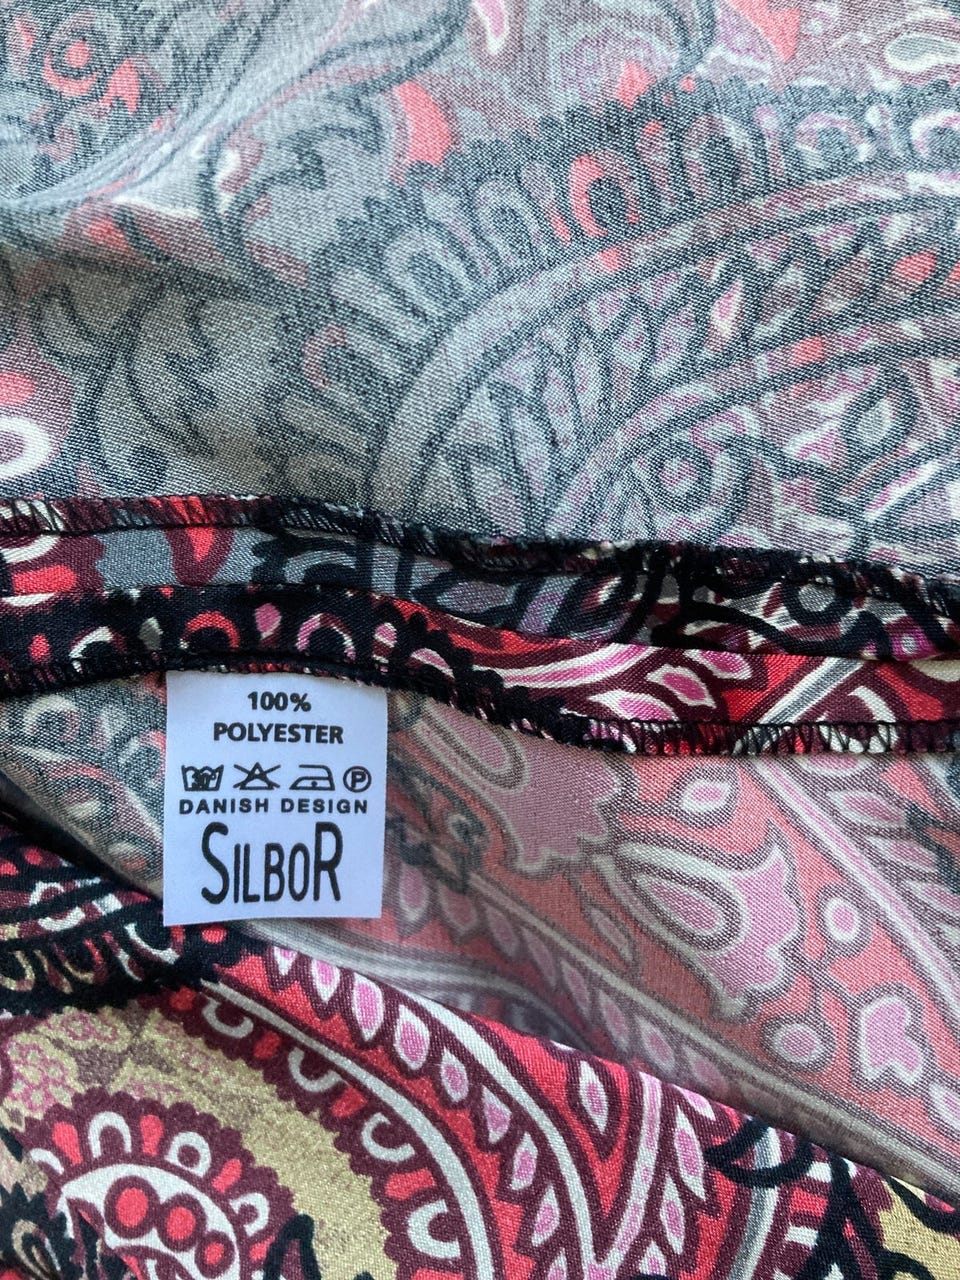 100%
POLYESTER
P
DANISH DESIGN
SILBOR